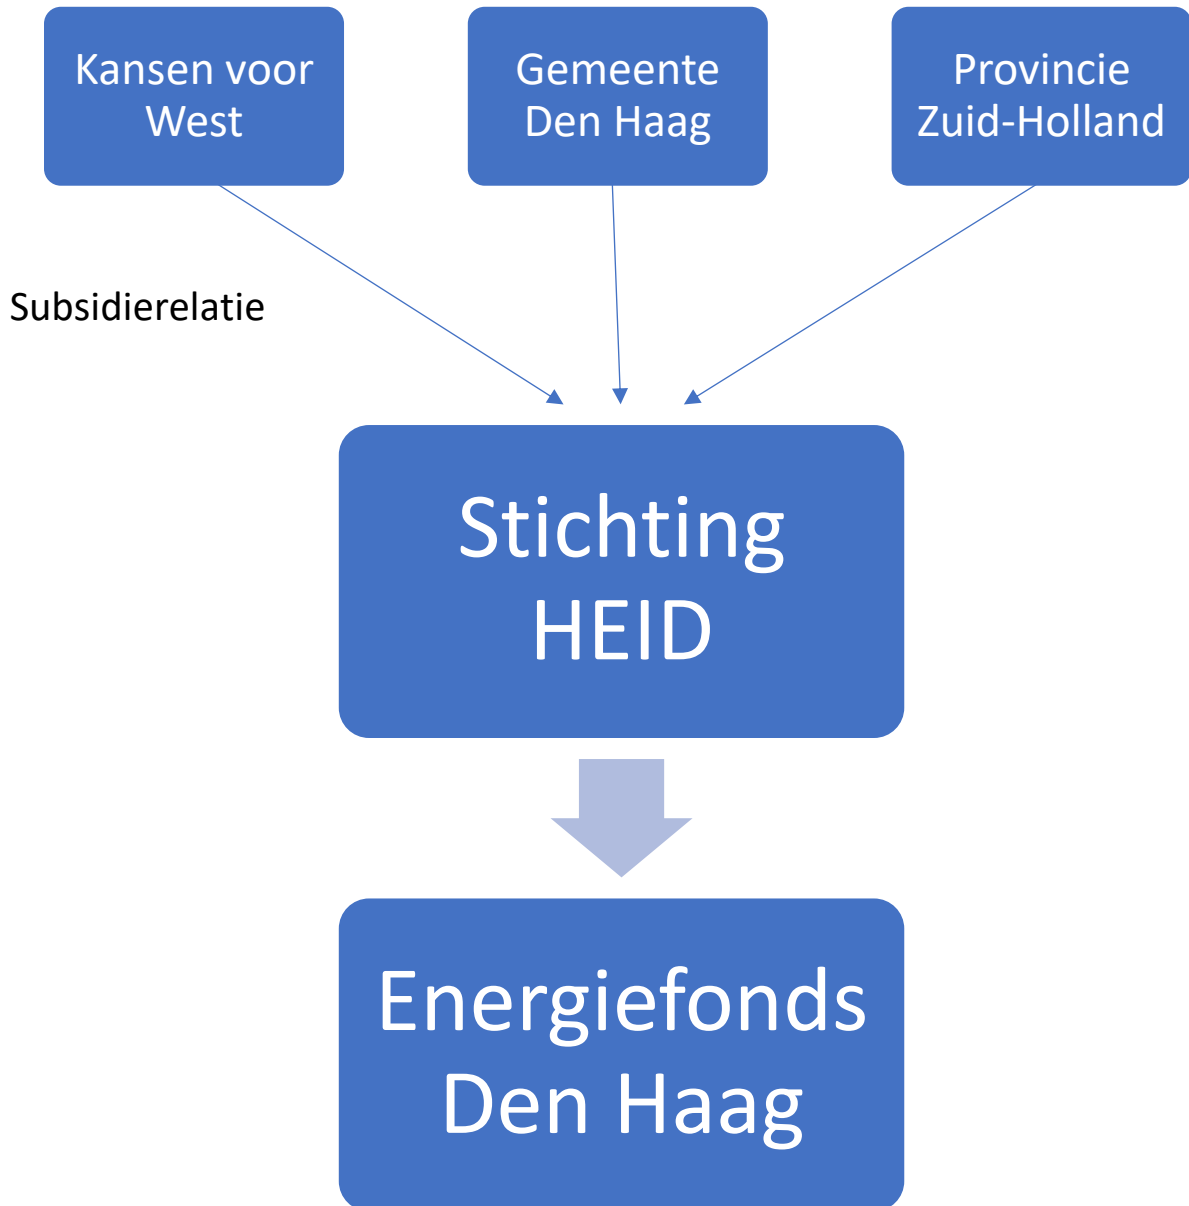 Kansen voor
West
Gemeente
Den Haag
Provincie
Zuid-Holland
Subsidierelatie
Stichting
HEID
Energiefonds
Den Haag